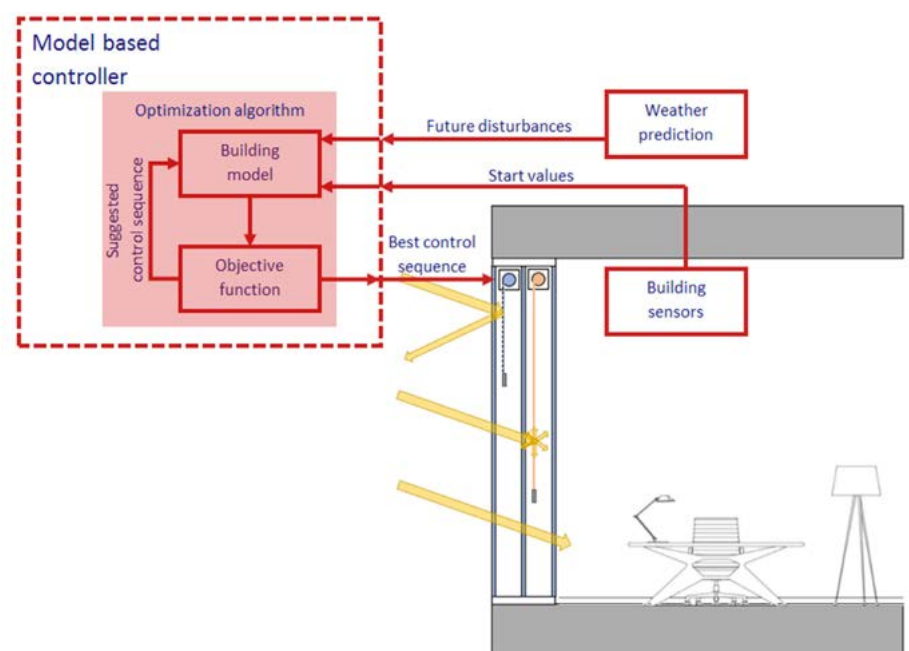 Model based
controller
Optimization algorithm
Building
model
Suggested
control sequence
Objective
function
Future disturbances
Weather
prediction
Start values
Best control
sequence
Building
sensors